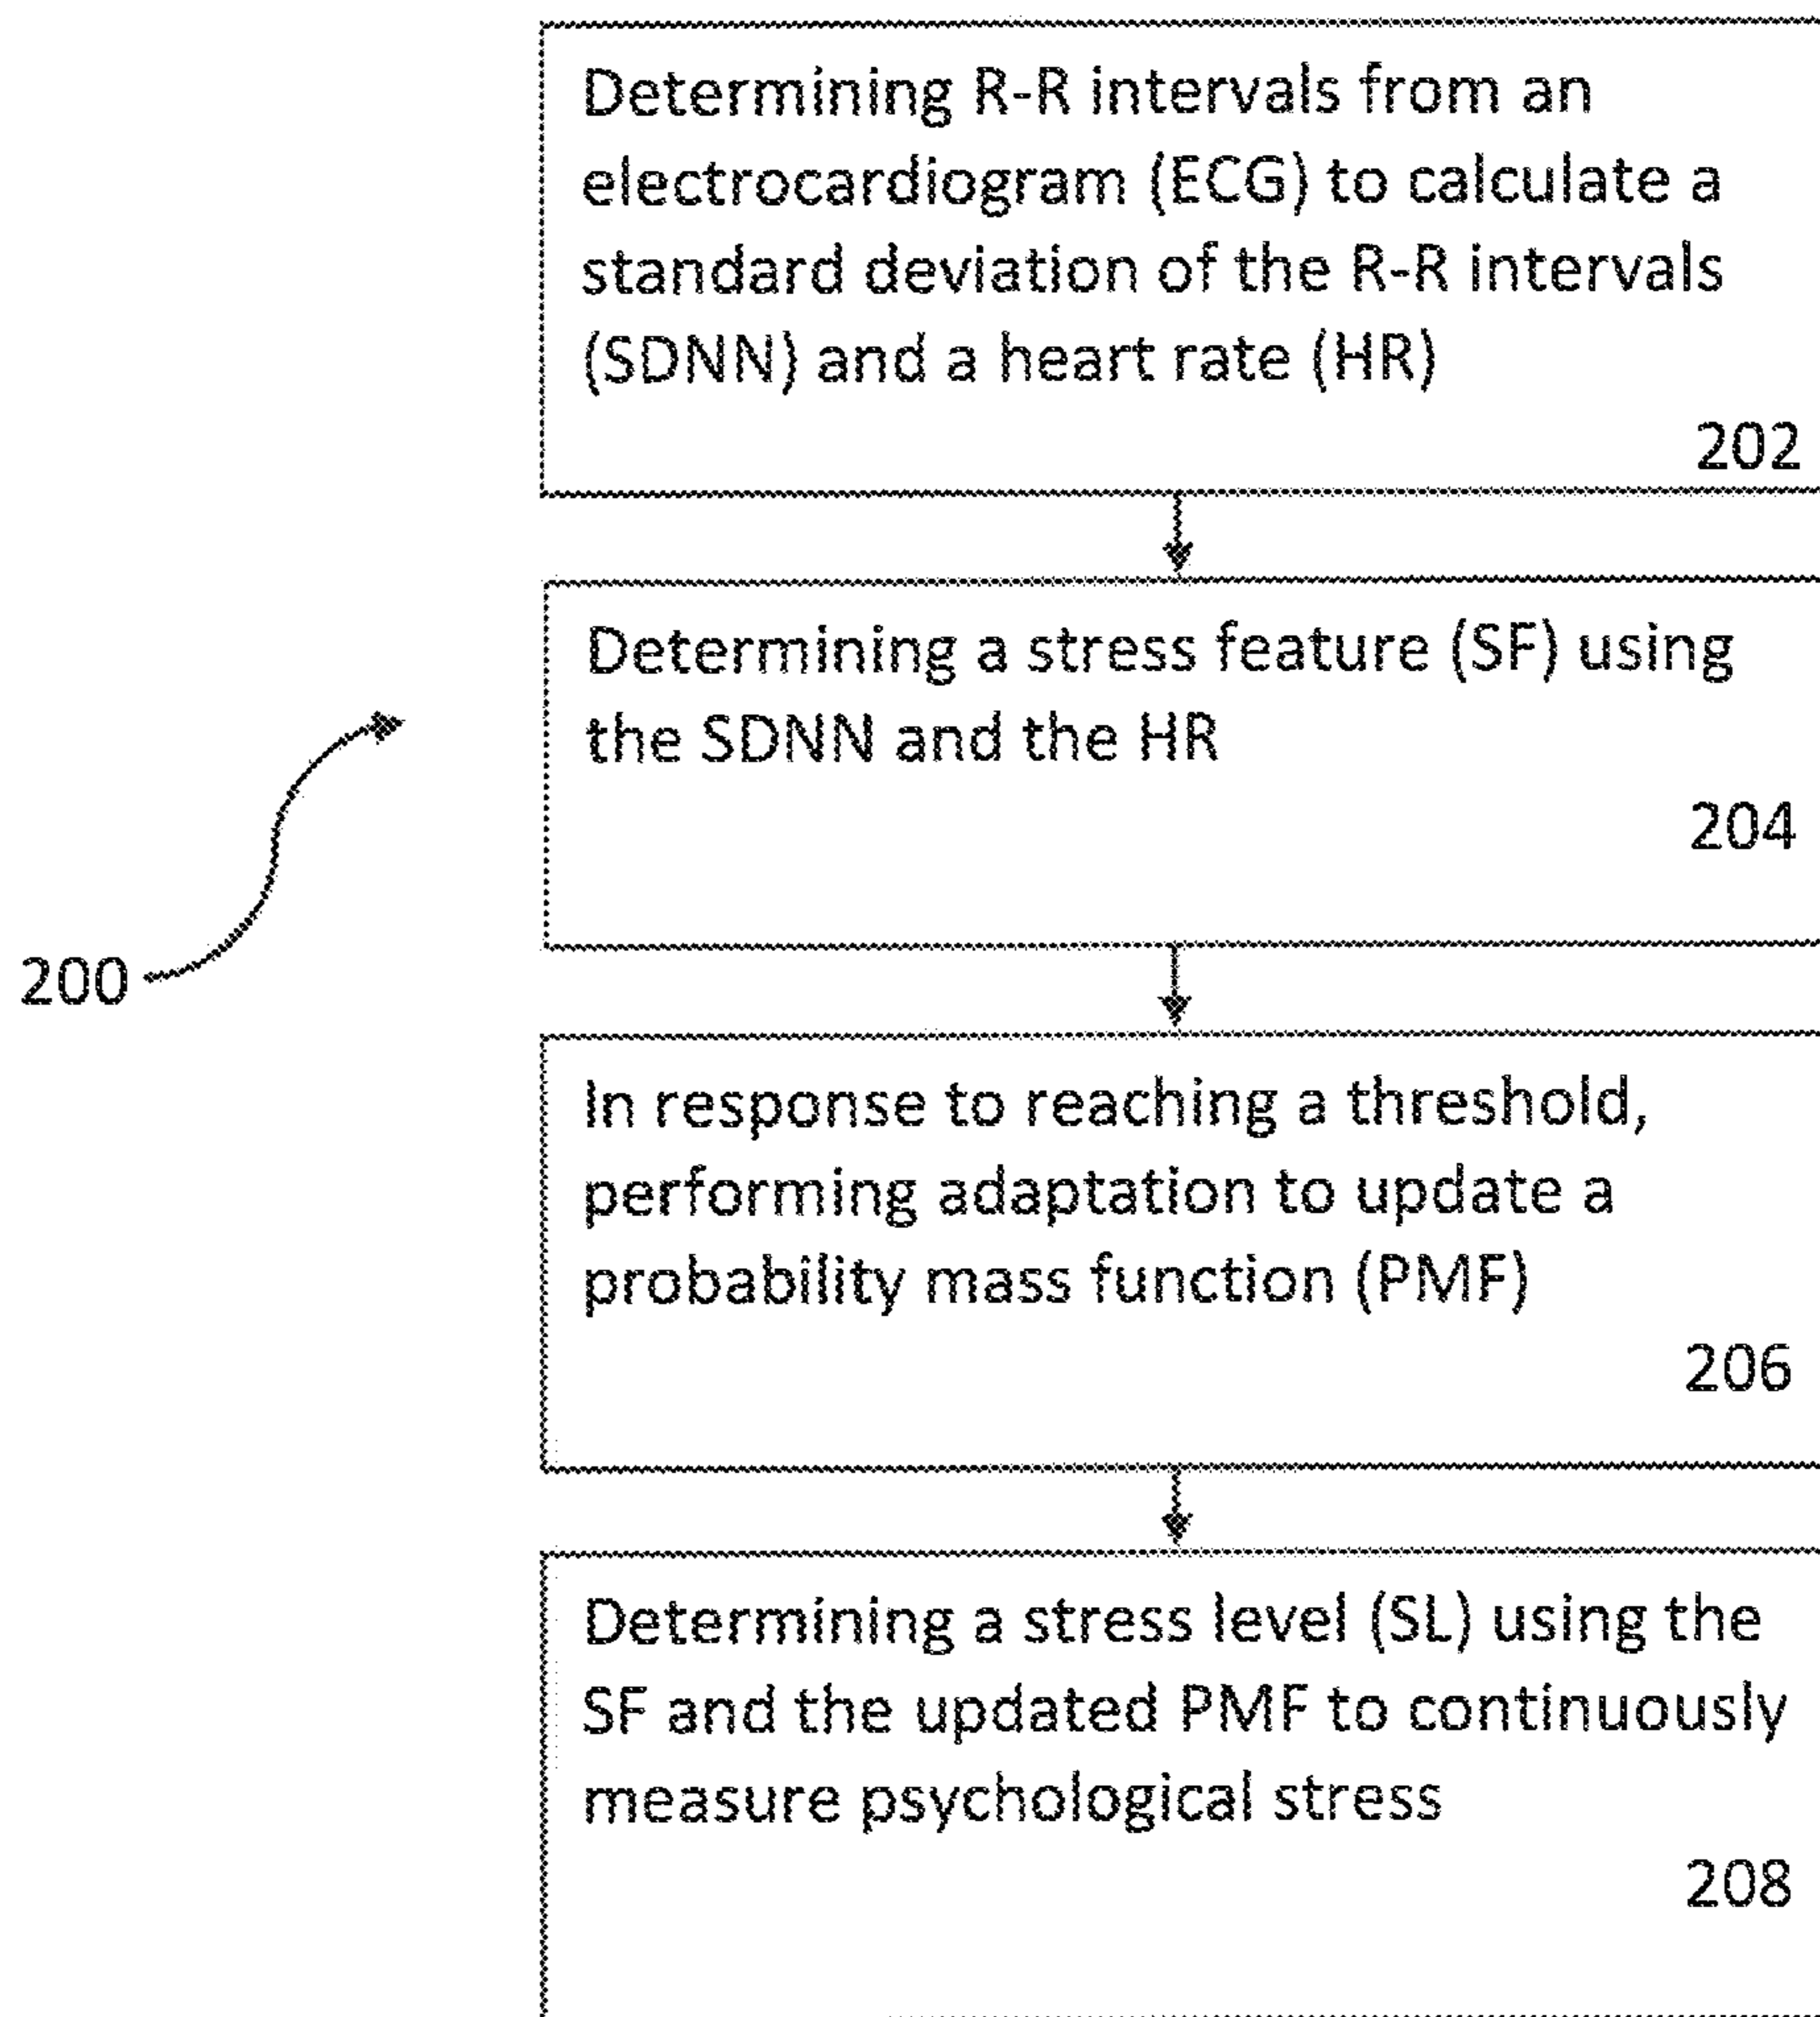 Determining R-R intervals from an
electrocardiogram (ECG) to calculate a
standard deviation of the R-R intervals
(SDNN) and a heart rate (HR)
202
Determining a stress feature (SF) using
the SDNN and the HR
204
200
In response to reaching a threshold,
performing adaptation to update a
probability mass function (PMF)
206
Determining a stress level (SL) using the
SF and the updated PMF to continuously
measure psychological stress
208